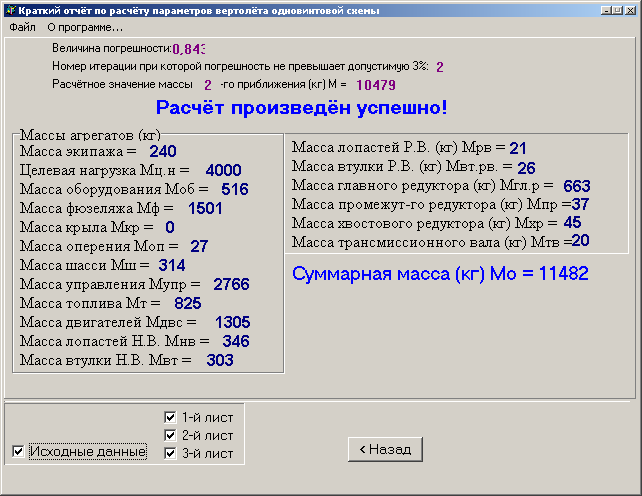 Краткий отчёт по расчёту параметров вертолёта одновинтовой схемы
Файл О программе...
Величина погрешности: 0,843
Номер итерации при которой погрешность не превышает допустимую 3%: 2
Расчётное значение массы 2 -го приближения (кг) М = 10479
Расчёт произведён успешно!
Массы агрегатов (кг)
Масса экипажа = 240
Целевая нагрузка Мц.н = 4000
Масса оборудования Моб = 516
Масса фюзеляжа Мф = 1501
Масса крыла Мкр = 0
Масса оперения Моп = 27
Масса шасси Мш = 314
Масса управления Мупр = 2766
Масса топлива Мт = 825
Масса двигателей Мдвс = 1305
Масса лопастей Н.В. Мнв = 346
Масса втулки Н.В. Мвт = 303
Масса лопастей Р.В. (кг) Мрв = 21
Масса втулки Р.В. (кг) Мвт.рв. = 26
Масса главного редуктора (кг) Мгл.р = 663
Масса промежут-го редуктора (кг) Мпр =37
Масса хвостового редуктора (кг) Мхр = 45
Масса трансмиссионного вала (кг) Мтв =20
Суммарная масса (кг) Мо = 11482
1-й лист
2-й лист
Исходные данные
3-й лист
< Назад